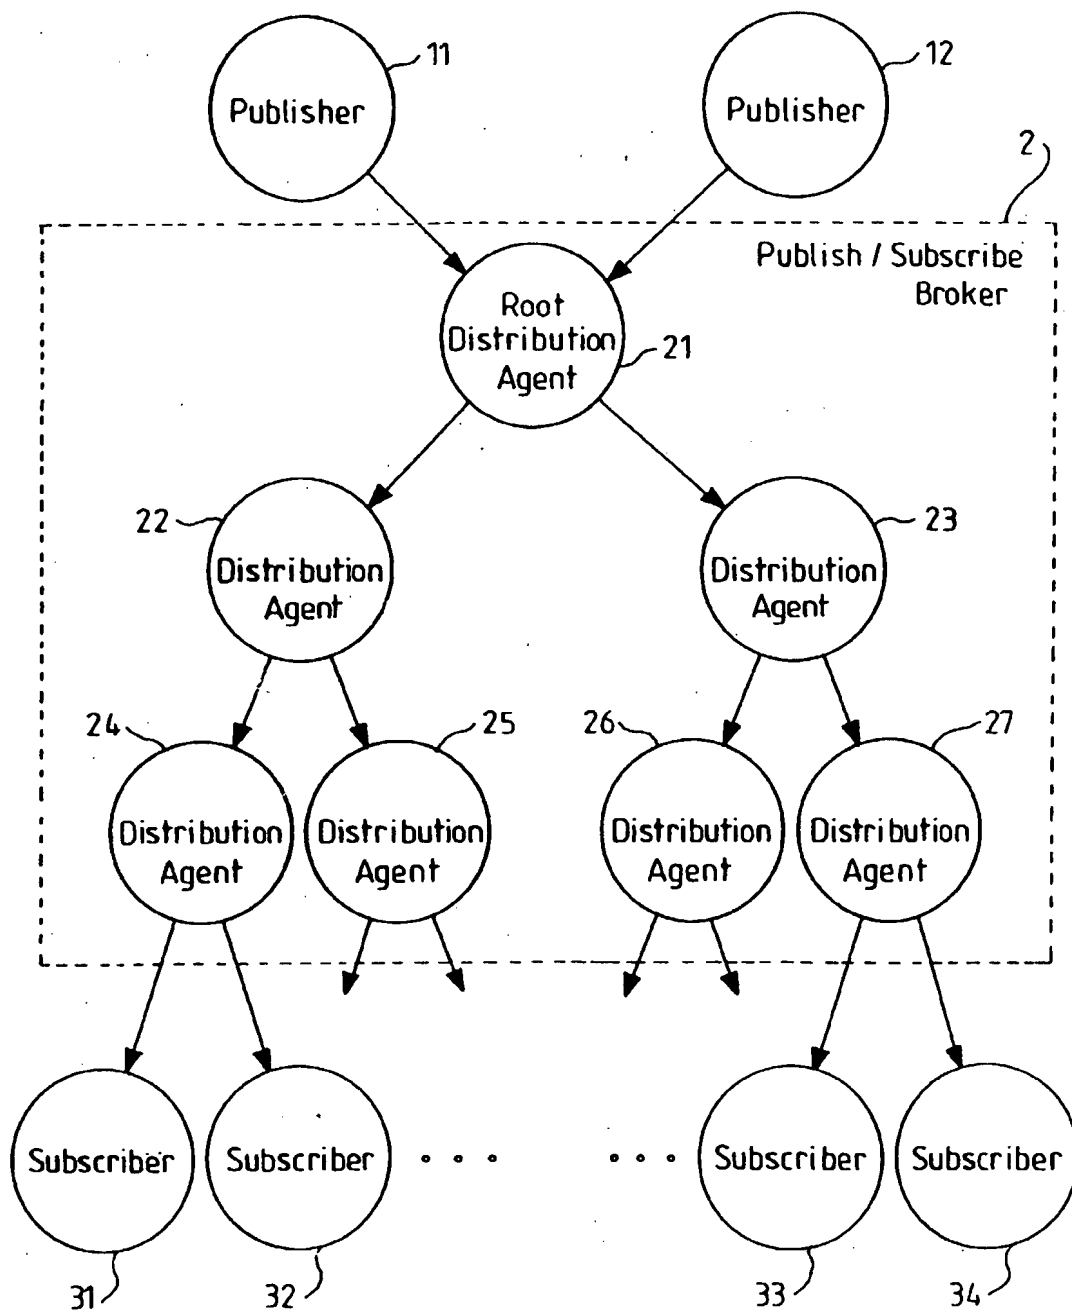 11
12
Publisher
Publisher
2
Publish / Subscribe
Broker
Root
Distribution
Agent
21
22
23
Distribution
Agent
Distribution
Agent
24
25
26
27
Distribution
Agent
Distribution
Agent
Distribution
Agent
Distribution
Agent
Subscriber
Subscriber
Subscriber
Subscriber
31
32
33
34